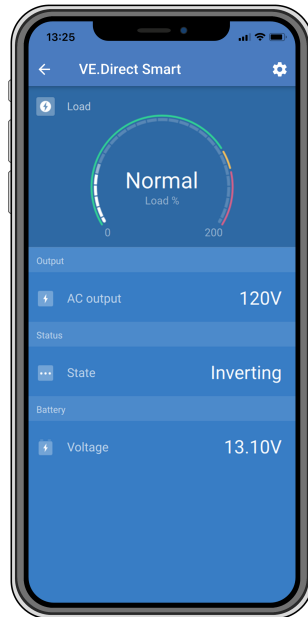 13:25
VE.Direct Smart
Load
Normal
Load %
0
200
Output
AC output
120V
Status
State
Inverting
Battery
Voltage
13.10V